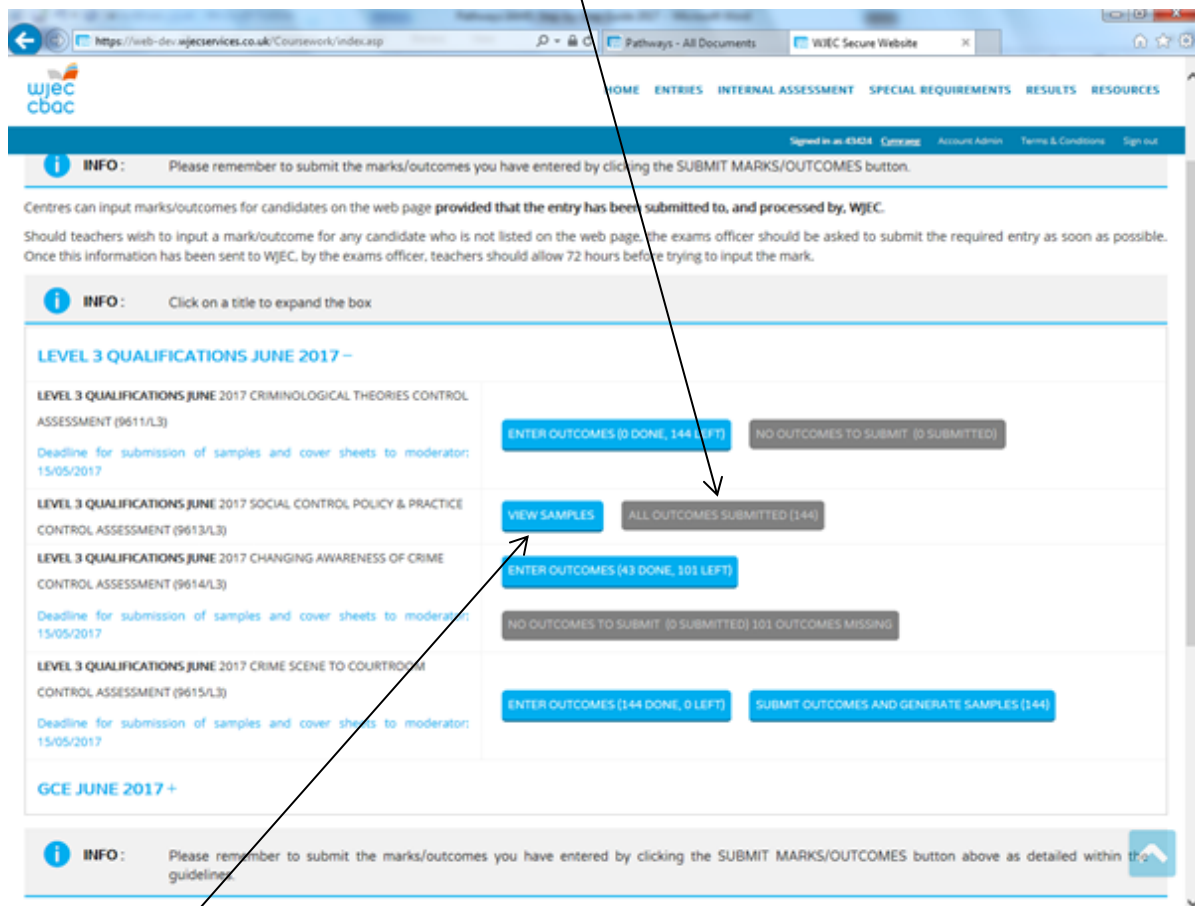 https://web-dev.wjecservices.co.uk/Coursework/index.asp
Pathways - All Documents
WJEC Secure Website
wjec
cbac
HOME ENTRIES INTERNAL ASSESSMENT SPECIAL REQUIREMENTS RESULTS RESOURCES
Signed in as 43424 Cymraeg Account Admin Terms & Conditions Sign out
INFO : Please remember to submit the marks/outcomes you have entered by clicking the SUBMIT MARKS/OUTCOMES button.
Centres can input marks/outcomes for candidates on the web page provided that the entry has been submitted to, and processed by, WJEC.
Should teachers wish to input a mark/outcome for any candidate who is not listed on the web page, the exams officer should be asked to submit the required entry as soon as possible.
Once this information has been sent to WJEC, by the exams officer, teachers should allow 72 hours before trying to input the mark.
INFO : Click on a title to expand the box
LEVEL 3 QUALIFICATIONS JUNE 2017 −
LEVEL 3 QUALIFICATIONS JUNE 2017 CRIMINOLOGICAL THEORIES CONTROL
ASSESSMENT (9611/L3)
Deadline for submission of samples and cover sheets to moderator:
15/05/2017
ENTER OUTCOMES (0 DONE, 144 LEFT) NO OUTCOMES TO SUBMIT (0 SUBMITTED)
LEVEL 3 QUALIFICATIONS JUNE 2017 SOCIAL CONTROL POLICY & PRACTICE
CONTROL ASSESSMENT (9613/L3)
VIEW SAMPLES ALL OUTCOMES SUBMITTED (144)
LEVEL 3 QUALIFICATIONS JUNE 2017 CHANGING AWARENESS OF CRIME
CONTROL ASSESSMENT (9614/L3)
Deadline for submission of samples and cover sheets to moderator:
15/05/2017
ENTER OUTCOMES (43 DONE, 101 LEFT)
NO OUTCOMES TO SUBMIT (0 SUBMITTED) 101 OUTCOMES MISSING
LEVEL 3 QUALIFICATIONS JUNE 2017 CRIME SCENE TO COURTROOM
CONTROL ASSESSMENT (9615/L3)
Deadline for submission of samples and cover sheets to moderator:
15/05/2017
ENTER OUTCOMES (144 DONE, 0 LEFT) SUBMIT OUTCOMES AND GENERATE SAMPLES (144)
GCE JUNE 2017 +
INFO : Please remember to submit the marks/outcomes you have entered by clicking the SUBMIT MARKS/OUTCOMES button above as detailed within the
guidelines.